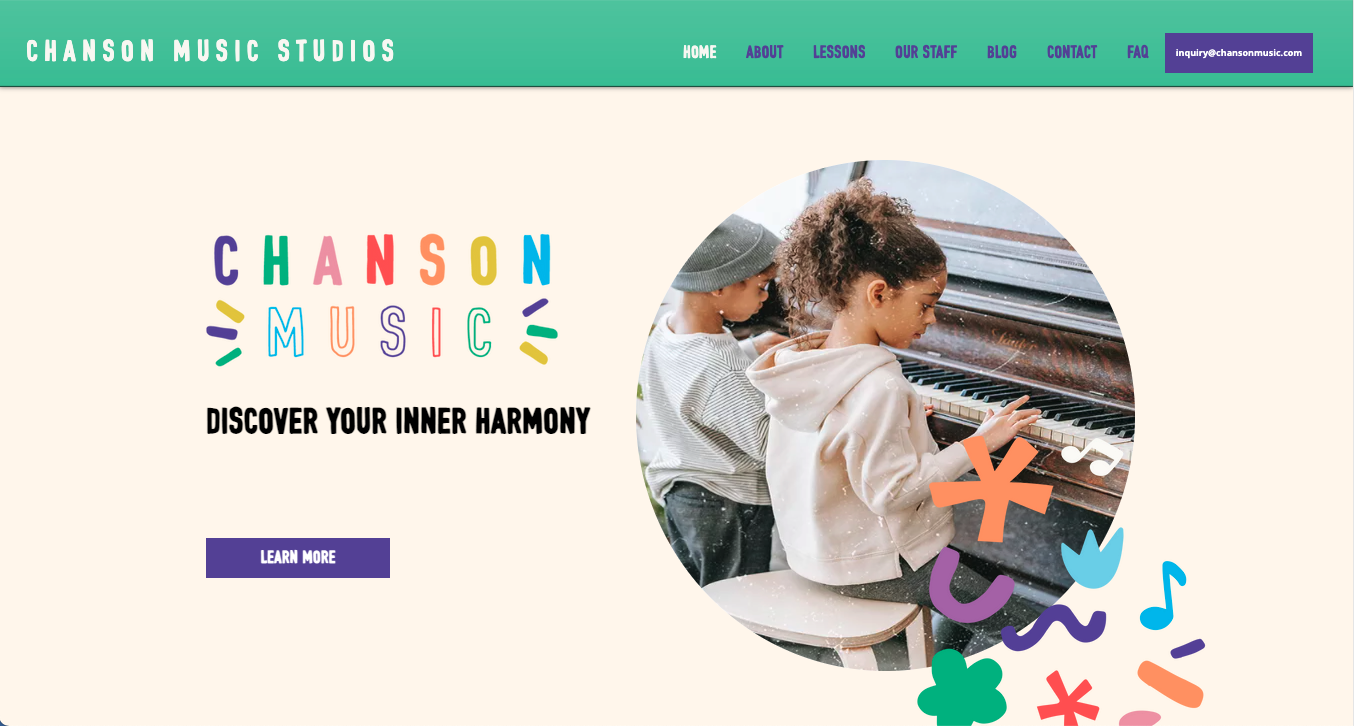 CHANSON MUSIC STUDIOS
HOME ABOUT LESSONS OUR STAFF BLOG CONTACT FAQ inquiry@chansonmusic.com
CHANSON
MUSIC
DISCOVER YOUR INNER HARMONY
LEARN MORE